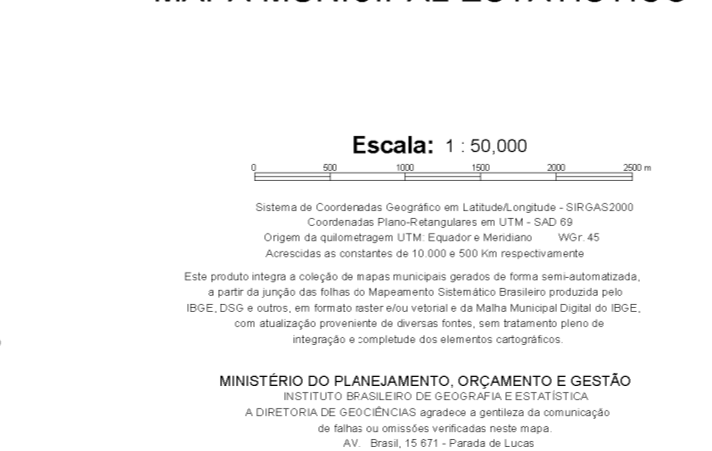 MAPA MUNICIPAL ESTATÍSTICO
Escala: 1 : 50,000
0 500 1000 1500 2000 2500 m
Sistema de Coordenadas Geográfico em Latitude/Longitude - SIRGAS2000
Coordenadas Plano-Retangulares em UTM - SAD 69
Origem da quilometragem UTM: Equador e Meridiano WGr. 45
Acrescidas as constantes de 10.000 e 500 Km respectivamente
Este produto integra a coleção de mapas municipais gerados de forma semi-automatizada,
a partir da junção das folhas do Mapeamento Sistemático Brasileiro produzida pelo
IBGE, DSG e outros, em formato raster e/ou vetorial e da Malha Municipal Digital do IBGE,
com atualização proveniente de diversas fontes, sem tratamento pleno de
integração e completude dos elementos cartográficos.
MINISTÉRIO DO PLANEJAMENTO, ORÇAMENTO E GESTÃO
INSTITUTO BRASILEIRO DE GEOGRAFIA E ESTATÍSTICA
A DIRETORIA DE GEOCIÊNCIAS agradece a gentileza da comunicação
de falhas ou omissões verificadas neste mapa.
AV. Brasil, 15 671 - Parada de Lucas